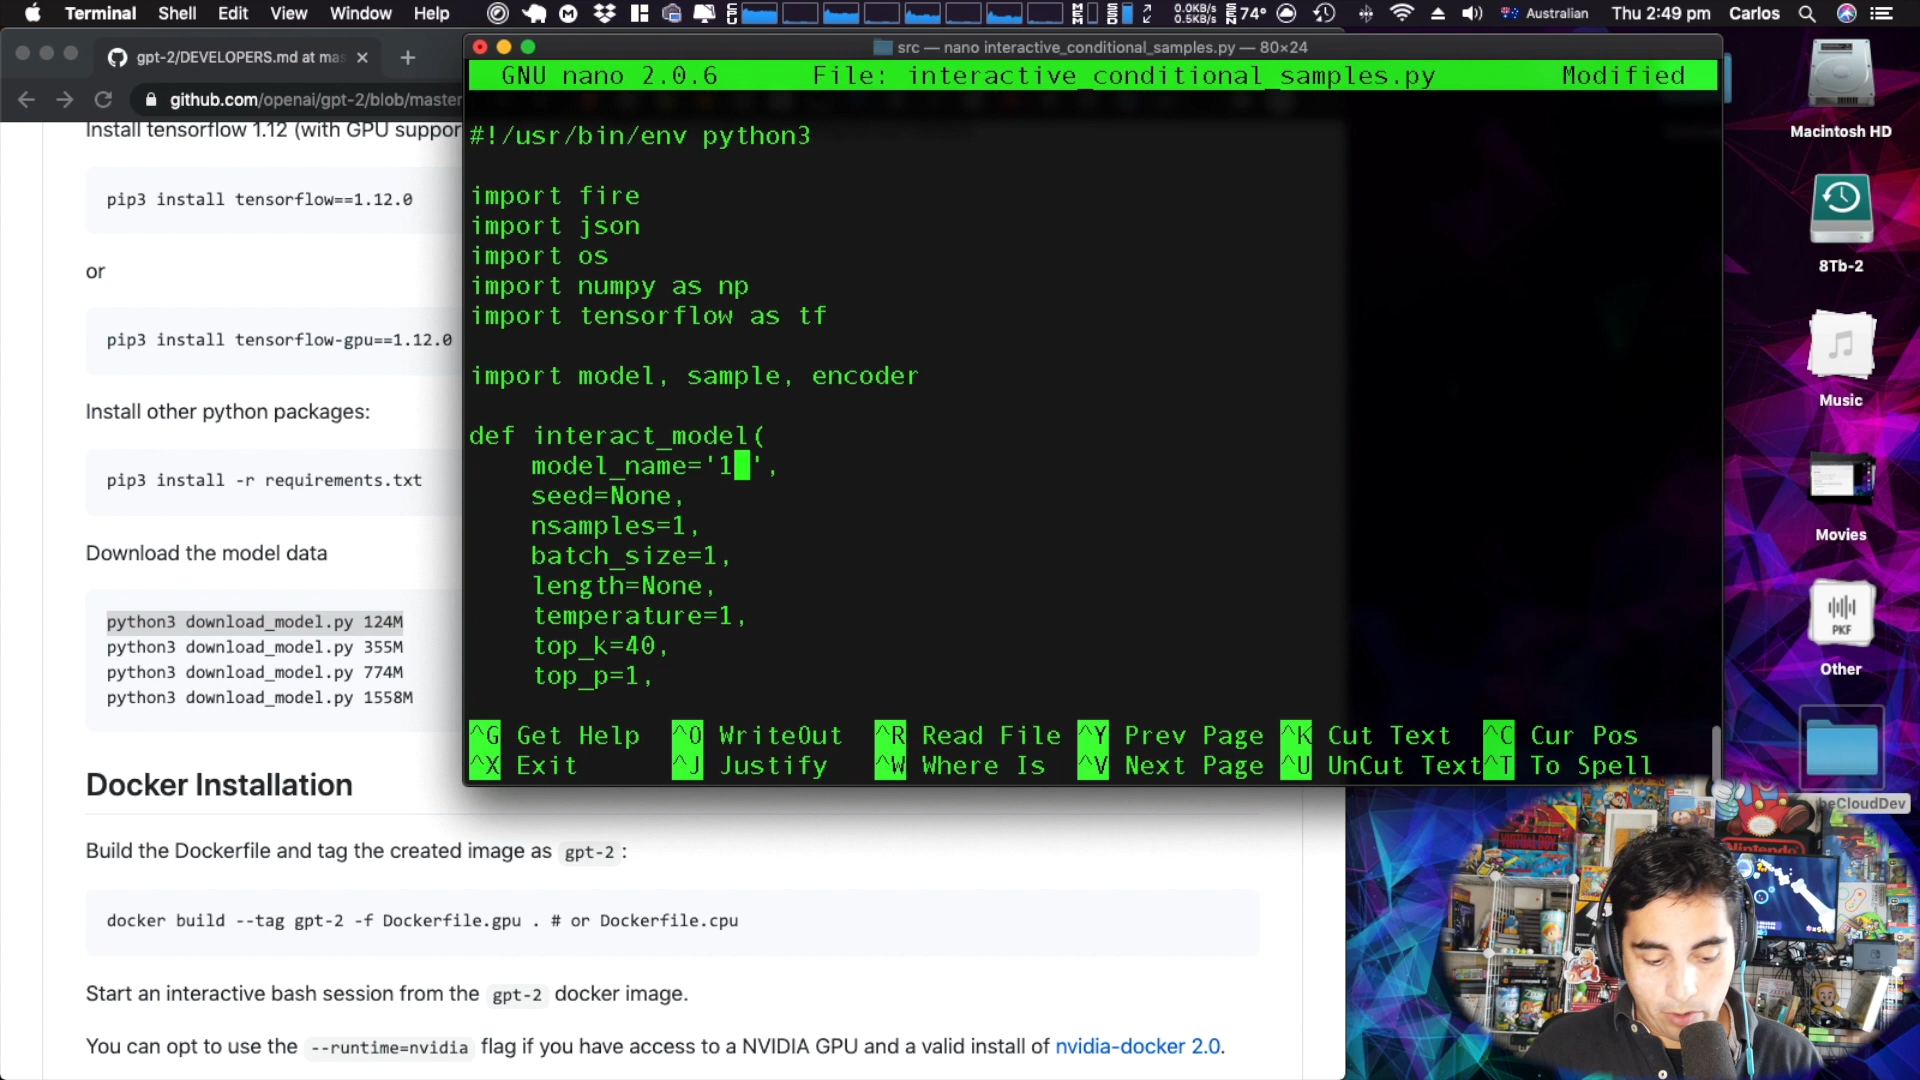 Terminal Shell Edit View Window Help
0.0KB/s
0.5KB/s
74°
Australian Thu 2:49 pm Carlos
gpt-2/DEVELOPERS.md at mas
github.com/openai/gpt-2/blob/master
Install tensorflow 1.12 (with GPU suppor
pip3 install tensorflow==1.12.0
or
pip3 install tensorflow-gpu==1.12.0
Install other python packages:
pip3 install -r requirements.txt
Download the model data
python3 download_model.py 124M
python3 download_model.py 355M
python3 download_model.py 774M
python3 download_model.py 1558M
Docker Installation
Build the Dockerfile and tag the created image as gpt-2 :
docker build --tag gpt-2 -f Dockerfile.gpu . # or Dockerfile.cpu
Start an interactive bash session from the gpt-2 docker image.
You can opt to use the --runtime=nvidia flag if you have access to a NVIDIA GPU and a valid install of nvidia-docker 2.0.
src — nano interactive_conditional_samples.py — 80×24
GNU nano 2.0.6 File: interactive_conditional_samples.py Modified
#!/usr/bin/env python3
import fire
import json
import os
import numpy as np
import tensorflow as tf
import model, sample, encoder
def interact_model(
model_name='1 ',
seed=None,
nsamples=1,
batch_size=1,
length=None,
temperature=1,
top_k=40,
top_p=1,
^G Get Help ^O WriteOut ^R Read File ^Y Prev Page ^K Cut Text ^C Cur Pos
^X Exit ^J Justify ^W Where Is ^V Next Page ^U UnCut Text ^T To Spell
Macintosh HD
8Tb-2
Music
Movies
PKF
Other
eCloudDev
Nintendo